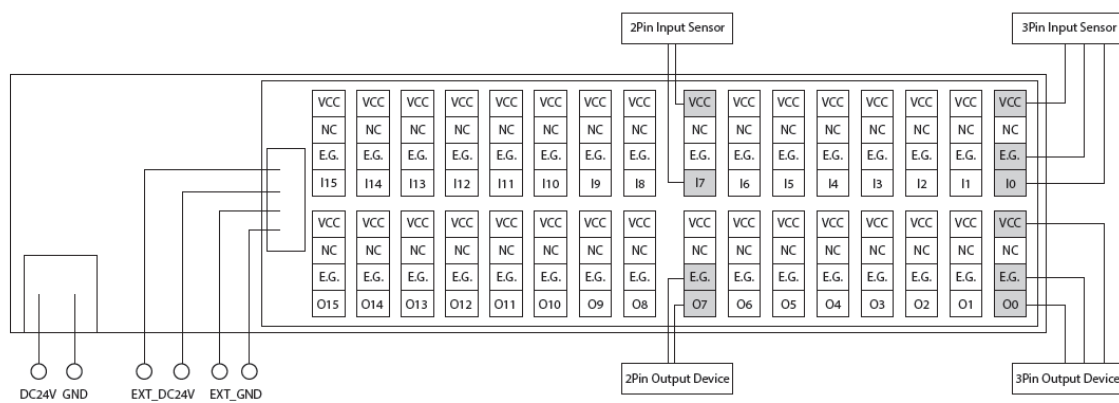 2Pin Input Sensor 3Pin Input Sensor
VCC VCC VCC VCC VCC VCC VCC VCC VCC VCC VCC VCC VCC VCC VCC VCC
NC NC NC NC NC NC NC NC NC NC NC NC NC NC NC NC
E.G. E.G. E.G. E.G. E.G. E.G. E.G. E.G. E.G. E.G. E.G. E.G. E.G. E.G. E.G. E.G.
I15 I14 I13 I12 I11 I10 I9 I8 I7 I6 I5 I4 I3 I2 I1 I0
VCC VCC VCC VCC VCC VCC VCC VCC VCC VCC VCC VCC VCC VCC VCC VCC
NC NC NC NC NC NC NC NC NC NC NC NC NC NC NC NC
E.G. E.G. E.G. E.G. E.G. E.G. E.G. E.G. E.G. E.G. E.G. E.G. E.G. E.G. E.G. E.G.
O15 O14 O13 O12 O11 O10 O9 O8 O7 O6 O5 O4 O3 O2 O1 O0
2Pin Output Device 3Pin Output Device
DC24V GND EXT_DC24V EXT_GND